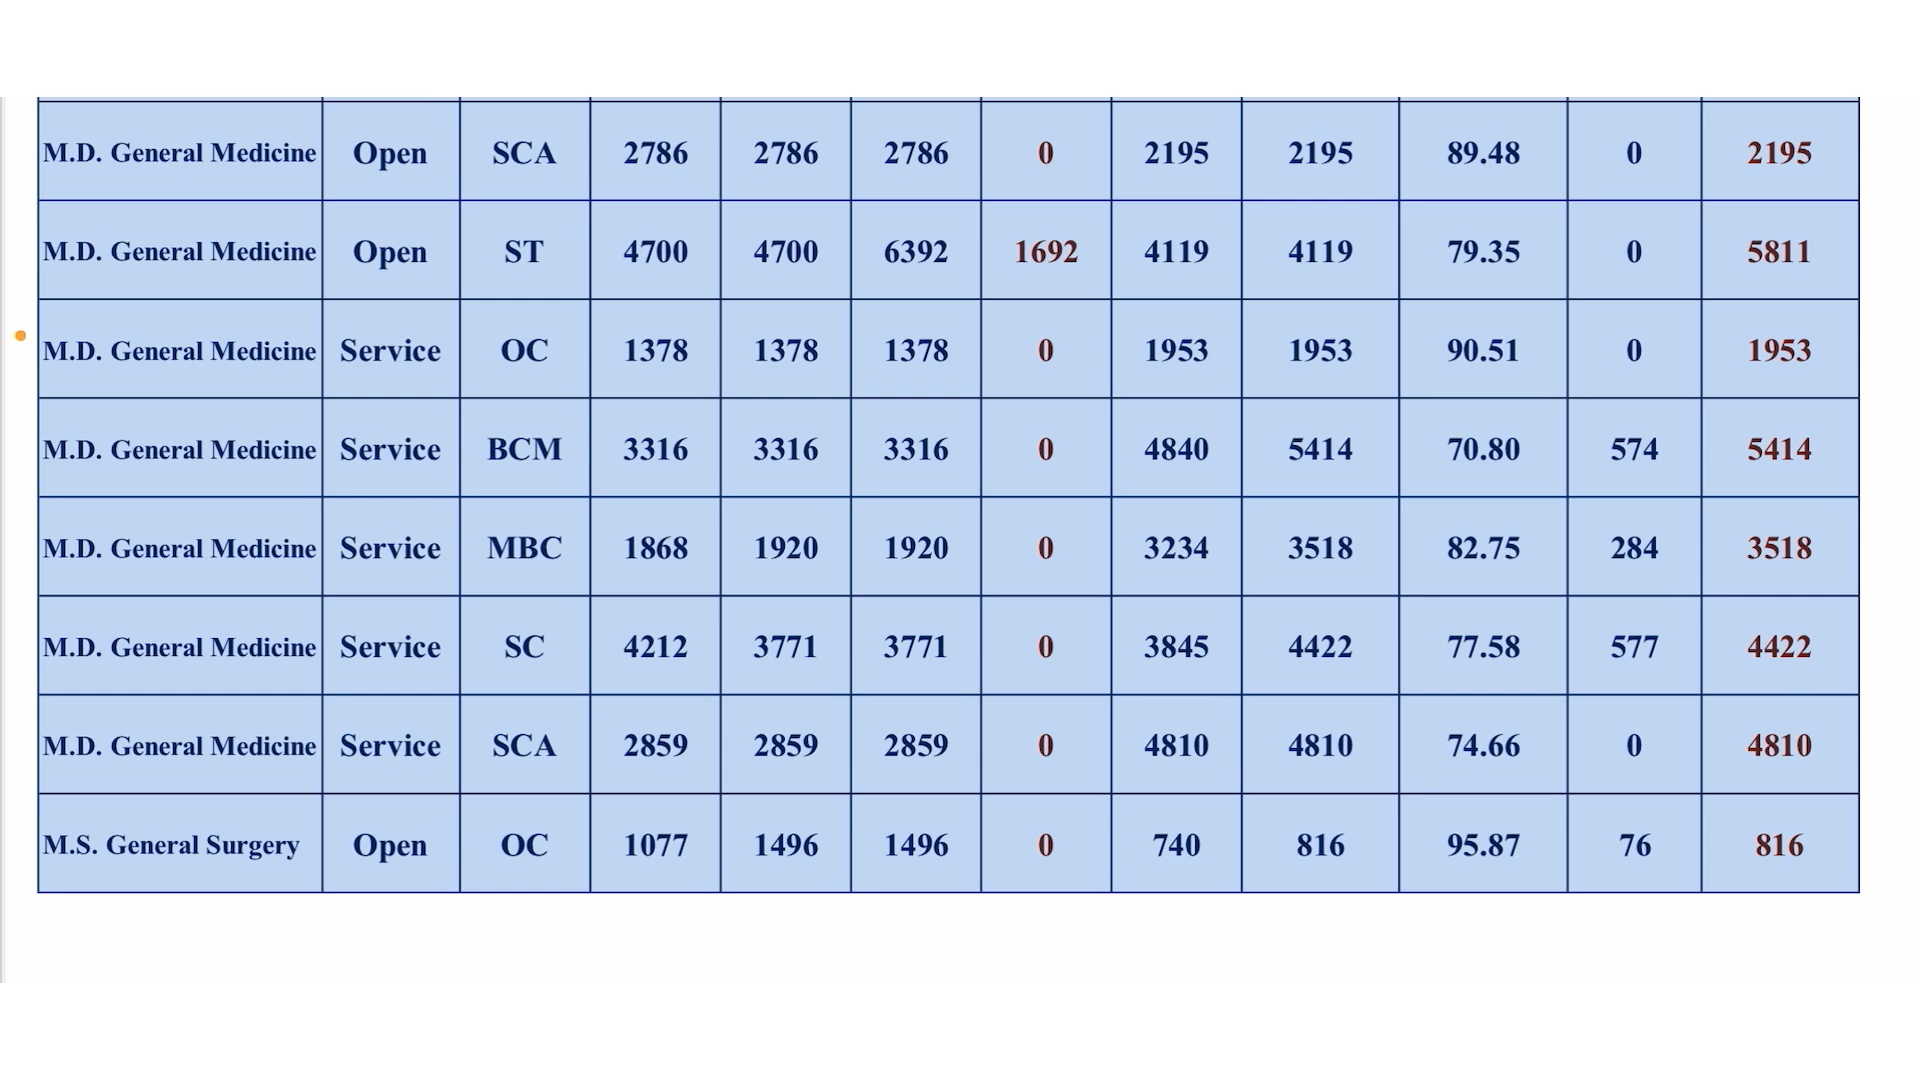 M.D. General Medicine Open SCA 2786 2786 2786 0 2195 2195 89.48 0 2195
M.D. General Medicine Open ST 4700 4700 6392 1692 4119 4119 79.35 0 5811
M.D. General Medicine Service OC 1378 1378 1378 0 1953 1953 90.51 0 1953
M.D. General Medicine Service BCM 3316 3316 3316 0 4840 5414 70.80 574 5414
M.D. General Medicine Service MBC 1868 1920 1920 0 3234 3518 82.75 284 3518
M.D. General Medicine Service SC 4212 3771 3771 0 3845 4422 77.58 577 4422
M.D. General Medicine Service SCA 2859 2859 2859 0 4810 4810 74.66 0 4810
M.S. General Surgery Open OC 1077 1496 1496 0 740 816 95.87 76 816